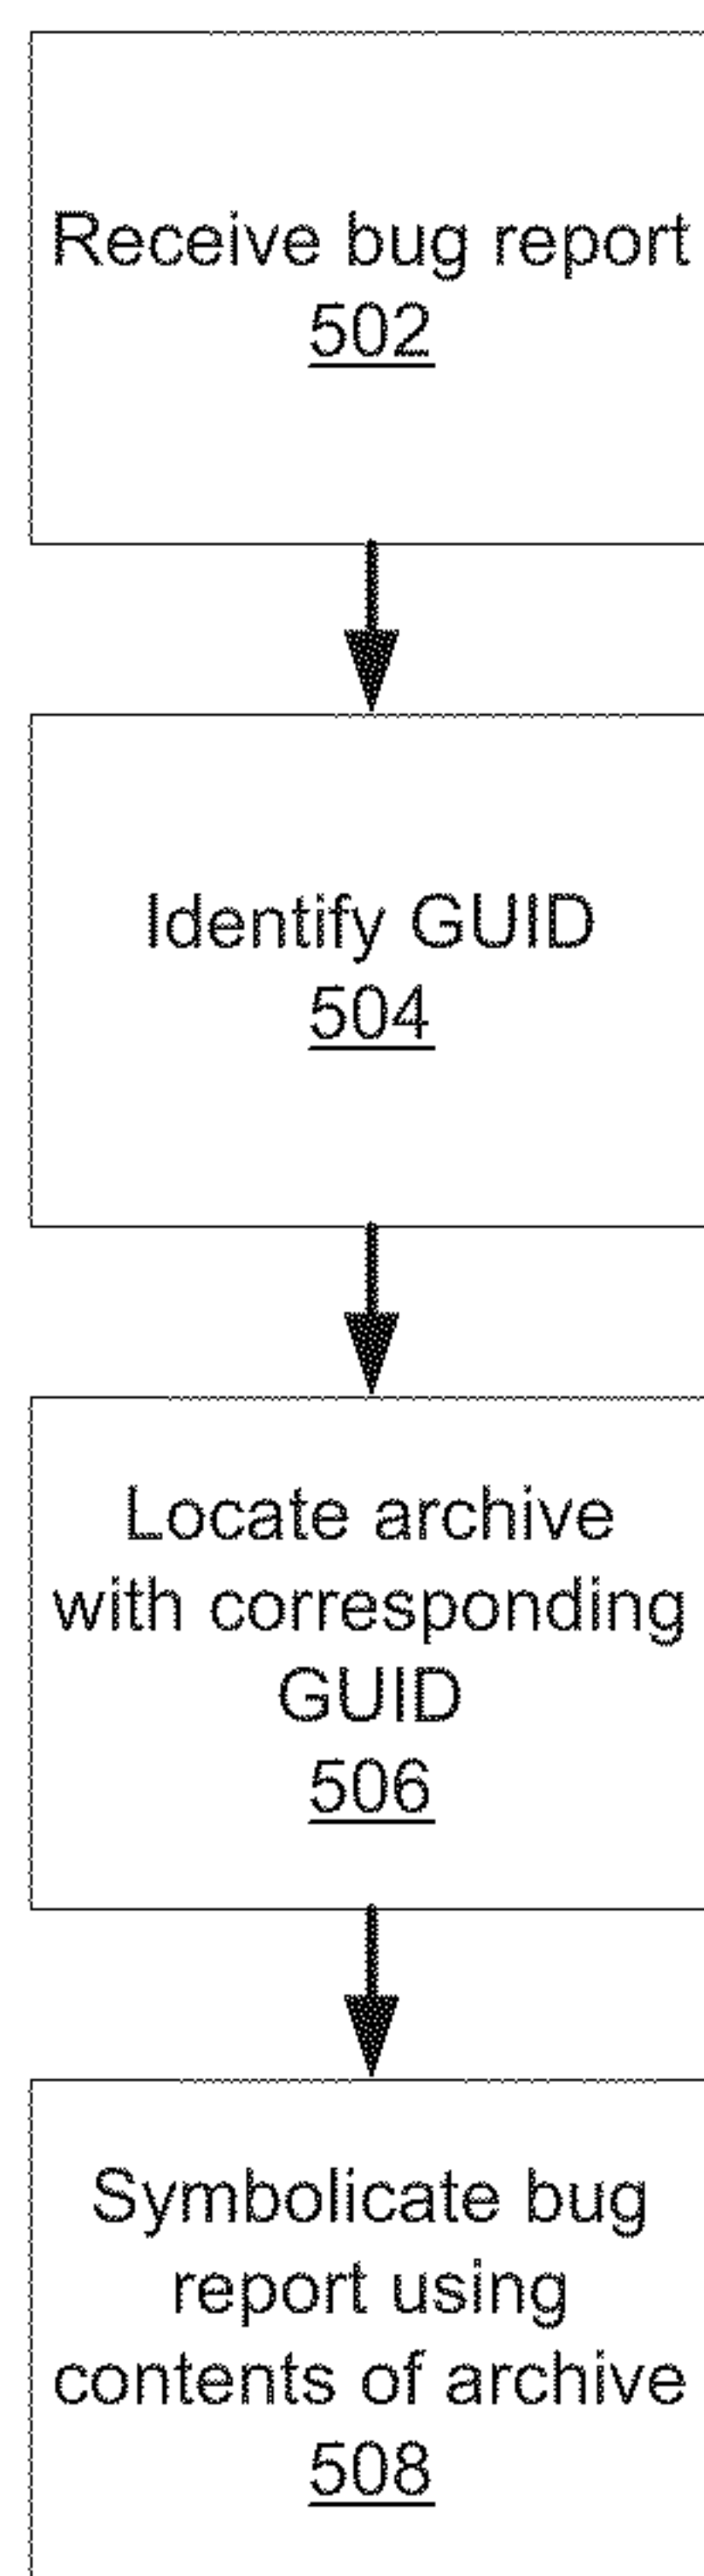 Receive bug report
502
Identify GUID
504
Locate archive
with corresponding
GUID
506
Symbolicate bug
report using
contents of archive
508